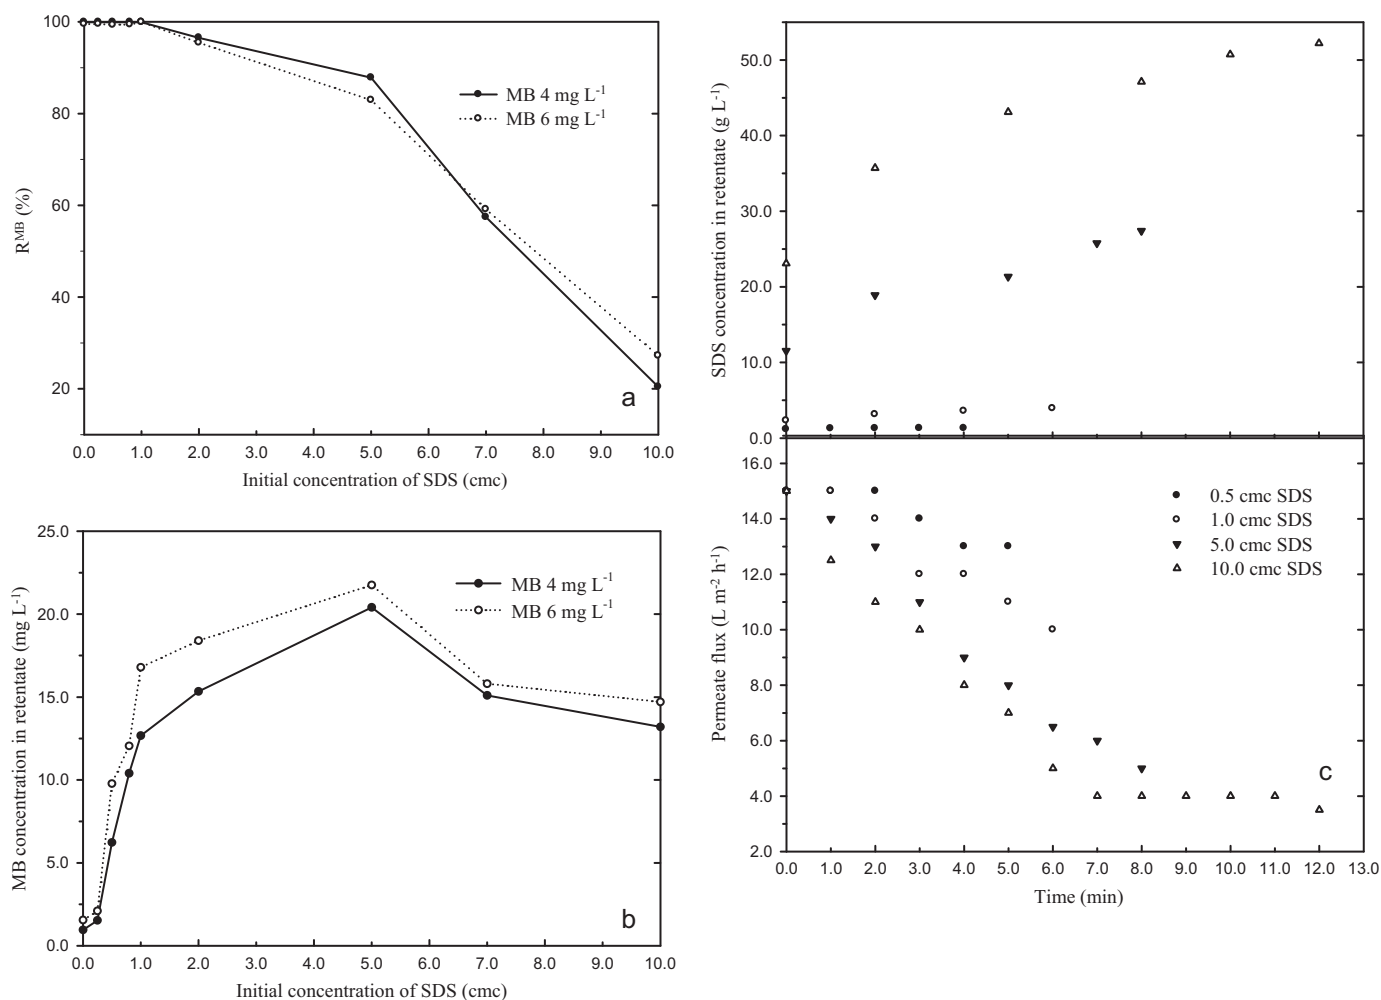 100
80
60
40
20
R^MB (%)
MB 4 mg L^-1
MB 6 mg L^-1
a
0.0 1.0 2.0 3.0 4.0 5.0 6.0 7.0 8.0 9.0 10.0
Initial concentration of SDS (cmc)
25.0
20.0
15.0
10.0
5.0
0.0
MB concentration in retentate (mg L^-1)
MB 4 mg L^-1
MB 6 mg L^-1
b
0.0 1.0 2.0 3.0 4.0 5.0 6.0 7.0 8.0 9.0 10.0
Initial concentration of SDS (cmc)
50.0
40.0
30.0
20.0
10.0
0.0
SDS concentration in retentate (g L^-1)
16.0
14.0
12.0
10.0
8.0
6.0
4.0
2.0
Permeate flux (L m^-2 h^-1)
0.5 cmc SDS
1.0 cmc SDS
5.0 cmc SDS
10.0 cmc SDS
c
0.0 1.0 2.0 3.0 4.0 5.0 6.0 7.0 8.0 9.0 10.0 11.0 12.0 13.0
Time (min)